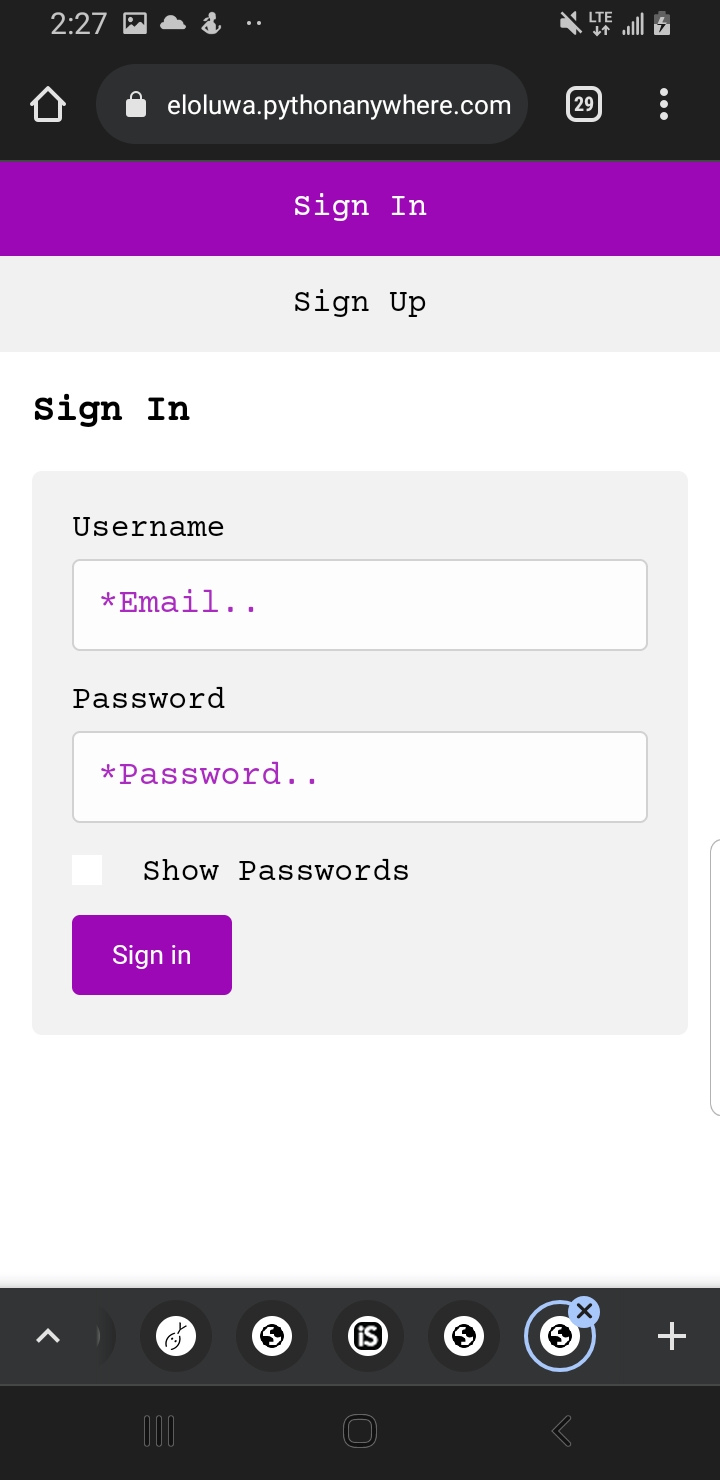 2:27
LTE
eloluwa.pythonanywhere.com
29
Sign In
Sign Up
Sign In
Username
*Email..
Password
*Password..
Show Passwords
Sign in
iS